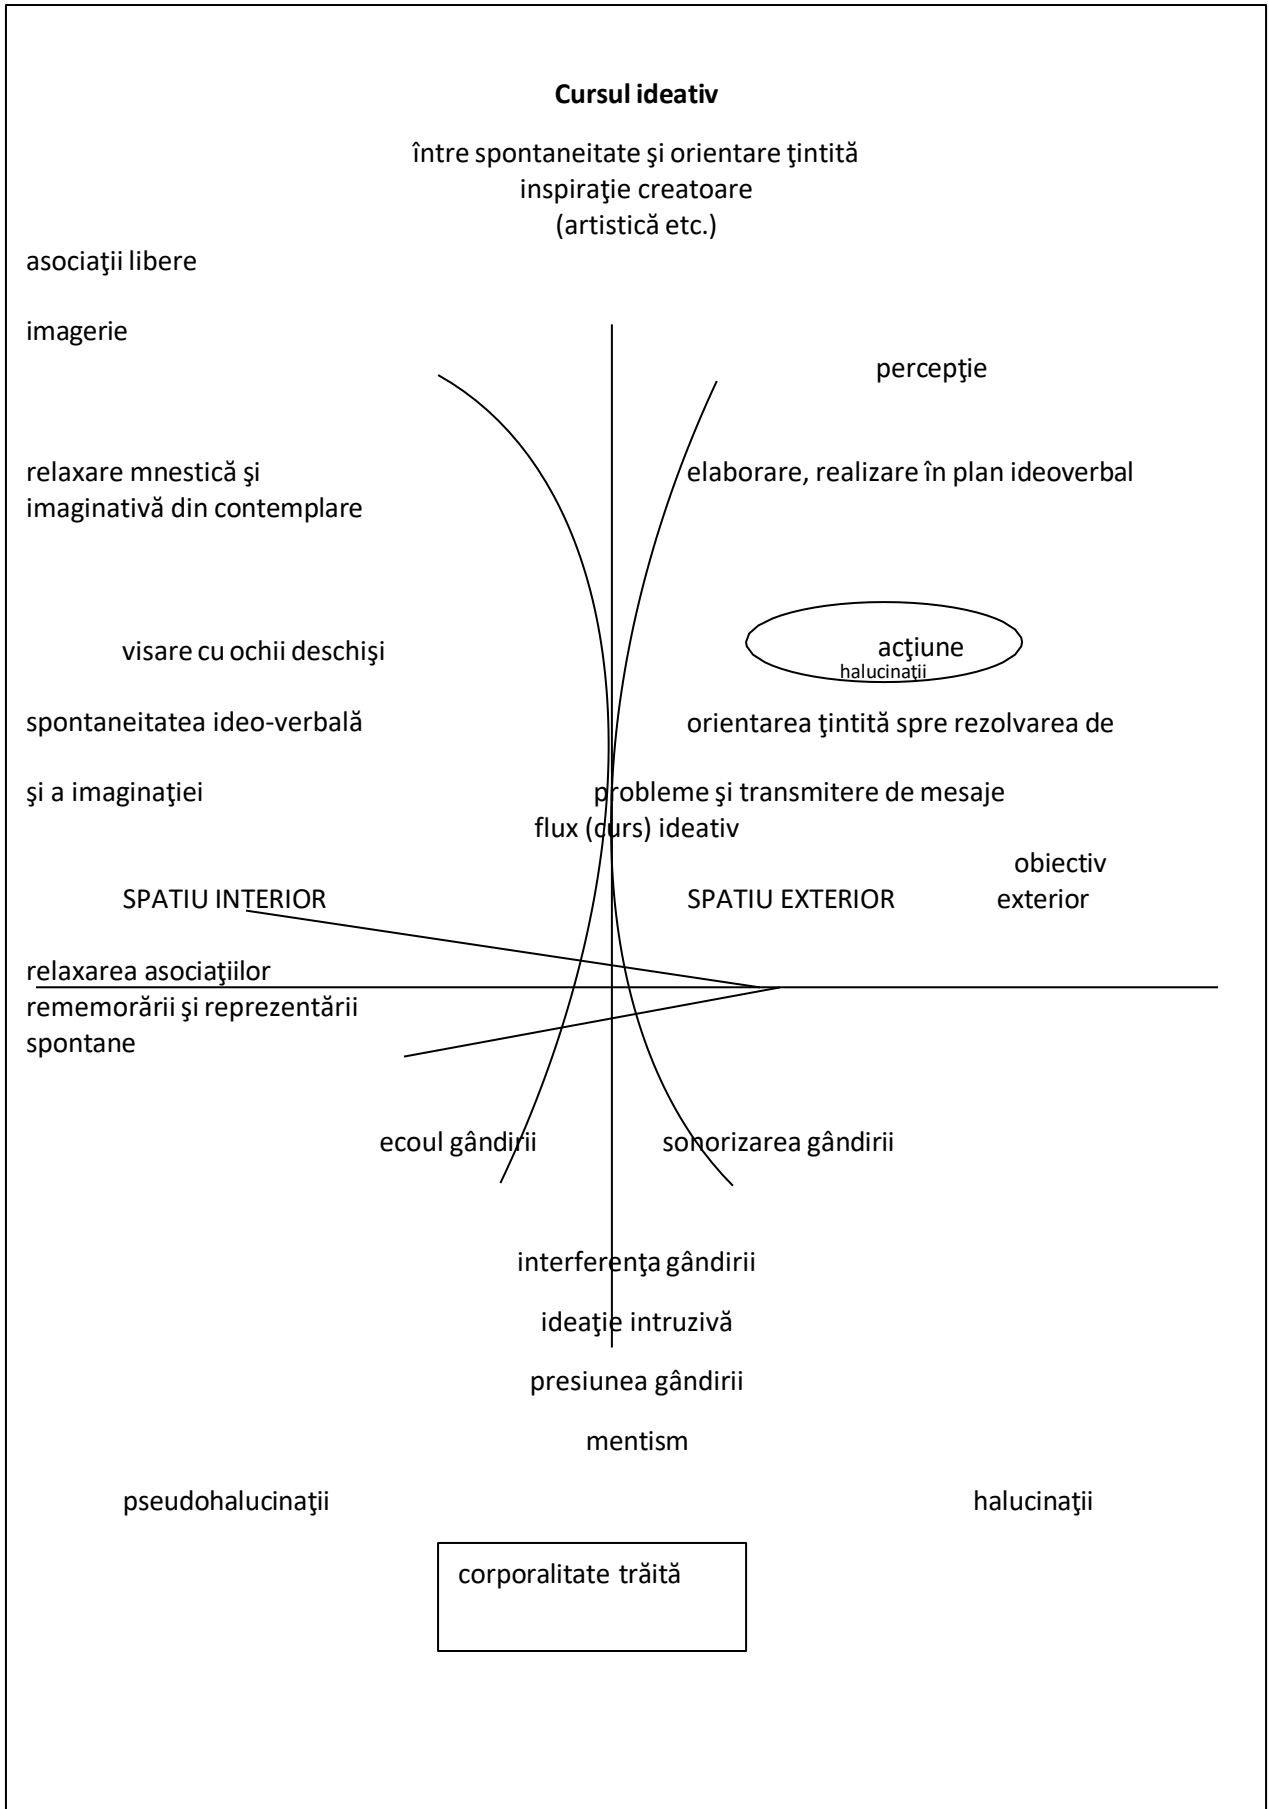 Cursul ideativ
între spontaneitate şi orientare ţintită
inspiraţie creatoare
(artistică etc.)
asociaţii libere
imagerie
percepţie
relaxare mnestică şi
imaginativă din contemplare
elaborare, realizare în plan ideoverbal
visare cu ochii deschişi
acţiune
halucinaţii
spontaneitatea ideo-verbală
orientarea ţintită spre rezolvarea de
şi a imaginaţiei
probleme şi transmitere de mesaje
flux (curs) ideativ
obiectiv
SPATIU INTERIOR
SPATIU EXTERIOR
exterior
relaxarea asociaţiilor
rememorării şi reprezentării
spontane
ecoul gândirii
sonorizarea gândirii
interferenţa gândirii
ideaţie intruzivă
presiunea gândirii
mentism
pseudohalucinaţii
halucinaţii
corporalitate trăită